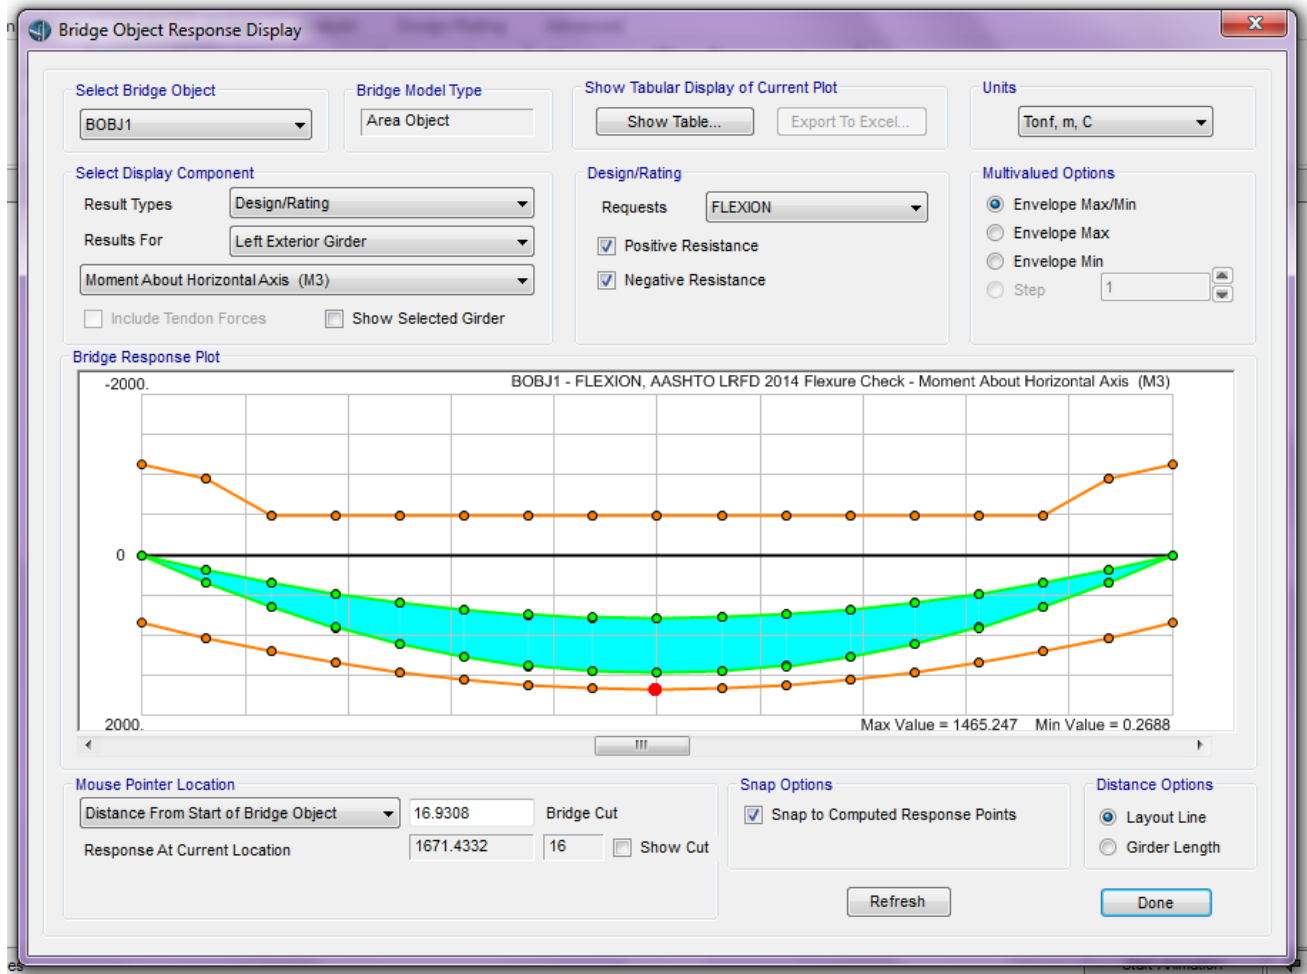 Bridge Object Response Display
Select Bridge Object
BOBJ1
Bridge Model Type
Area Object
Show Tabular Display of Current Plot
Show Table...
Export To Excel...
Units
Tonf, m, C
Select Display Component
Result Types
Design/Rating
Results For
Left Exterior Girder
Moment About Horizontal Axis (M3)
Include Tendon Forces
Show Selected Girder
Design/Rating
Requests
FLEXION
Positive Resistance
Negative Resistance
Multivalued Options
Envelope Max/Min
Envelope Max
Envelope Min
Step
1
Bridge Response Plot
-2000.
BOBJ1 - FLEXION, AASHTO LRFD 2014 Flexure Check - Moment About Horizontal Axis (M3)
0
2000.
Max Value = 1465.247 Min Value = 0.2688
Mouse Pointer Location
Distance From Start of Bridge Object
16.9308
Bridge Cut
Response At Current Location
1671.4332
16
Show Cut
Snap Options
Snap to Computed Response Points
Distance Options
Layout Line
Girder Length
Refresh
Done